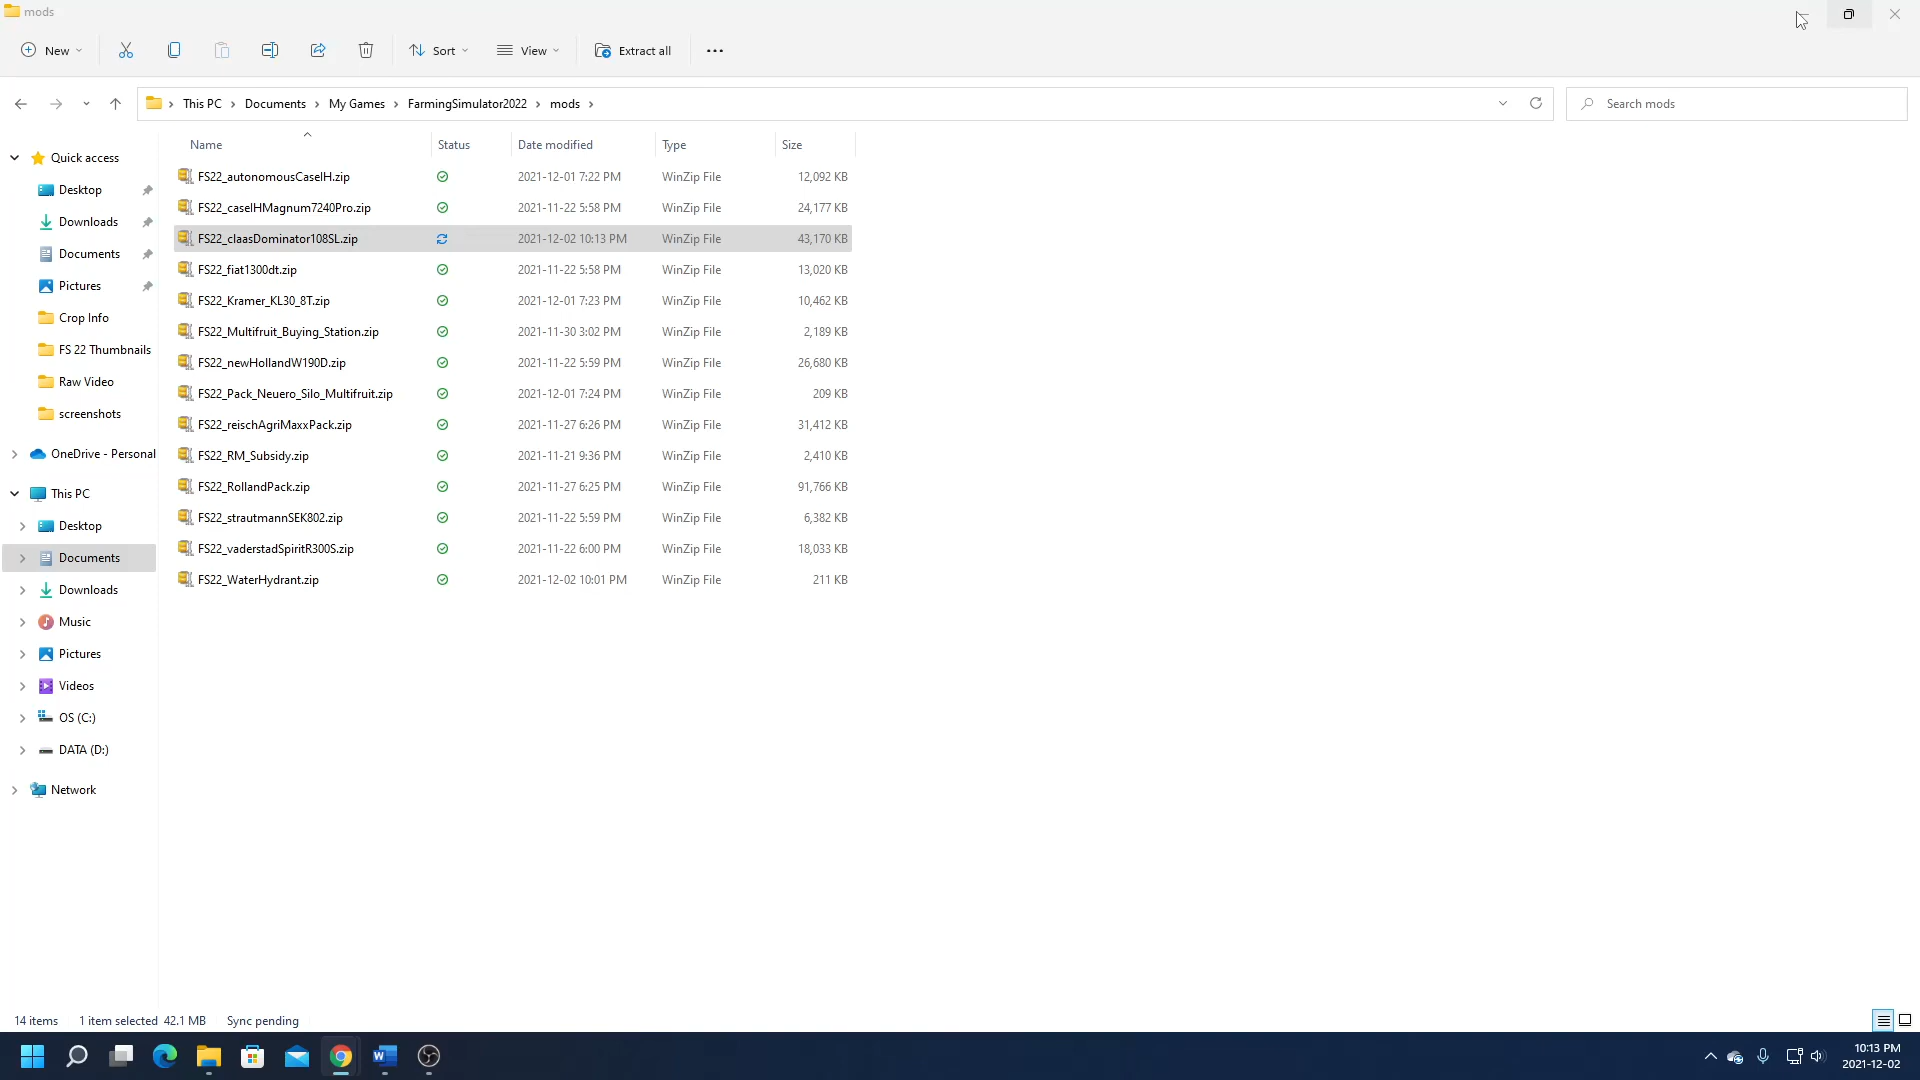 mods
New
Sort
View
Extract all
This PC
Documents
My Games
FarmingSimulator2022
mods
Search mods
Name
Status
Date modified
Type
Size
Quick access
Desktop
Downloads
Documents
Pictures
Crop Info
FS 22 Thumbnails
Raw Video
screenshots
OneDrive - Personal
This PC
Desktop
Documents
Downloads
Music
Pictures
Videos
OS (C:)
DATA (D:)
Network
FS22_autonomousCaseIH.zip 2021-12-01 7:22 PM WinZip File 12,092 KB
FS22_caseIHMagnum7240Pro.zip 2021-11-22 5:58 PM WinZip File 24,177 KB
FS22_claasDominator108SL.zip 2021-12-02 10:13 PM WinZip File 43,170 KB
FS22_fiat1300dt.zip 2021-11-22 5:58 PM WinZip File 13,020 KB
FS22_Kramer_KL30_8T.zip 2021-12-01 7:23 PM WinZip File 10,462 KB
FS22_Multifruit_Buying_Station.zip 2021-11-30 3:02 PM WinZip File 2,189 KB
FS22_newHollandW190D.zip 2021-11-22 5:59 PM WinZip File 26,680 KB
FS22_Pack_Neuero_Silo_Multifruit.zip 2021-12-01 7:24 PM WinZip File 209 KB
FS22_reischAgriMaxxPack.zip 2021-11-27 6:26 PM WinZip File 31,412 KB
FS22_RM_Subsidy.zip 2021-11-21 9:36 PM WinZip File 2,410 KB
FS22_RollandPack.zip 2021-11-27 6:25 PM WinZip File 91,766 KB
FS22_strautmannSEK802.zip 2021-11-22 5:59 PM WinZip File 6,382 KB
FS22_vaderstadSpiritR300S.zip 2021-11-22 6:00 PM WinZip File 18,033 KB
FS22_WaterHydrant.zip 2021-12-02 10:01 PM WinZip File 211 KB
14 items 1 item selected 42.1 MB Sync pending
10:13 PM
2021-12-02